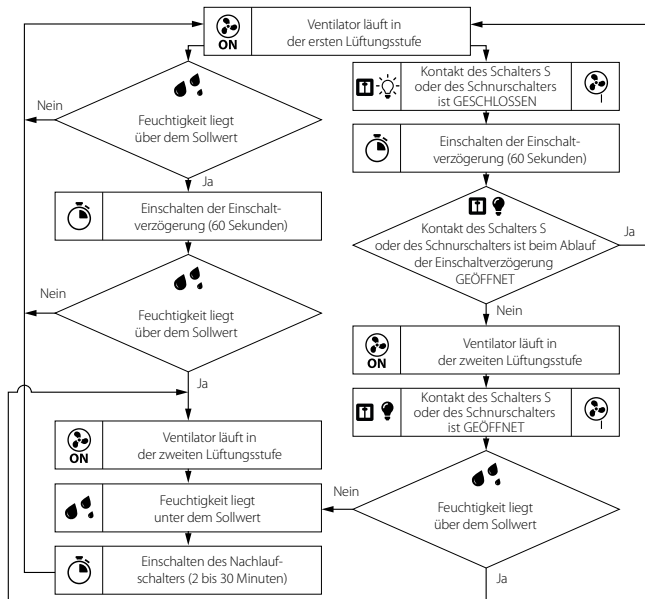 ON
Ventilator läuft in
der ersten Lüftungsstufe
Nein
Feuchtigkeit liegt
über dem Sollwert
Ja
Einschalten der Einschalt-
verzögerung (60 Sekunden)
Nein
Feuchtigkeit liegt
über dem Sollwert
Ja
ON
Ventilator läuft in
der zweiten Lüftungsstufe
Feuchtigkeit liegt
unter dem Sollwert
Einschalten des Nachlauf-
schalters (2 bis 30 Minuten)
Kontakt des Schalters S
oder des Schnurschalters
ist GESCHLOSSEN
Einschalten der Einschalt-
verzögerung (60 Sekunden)
Kontakt des Schalters S
oder des Schnurschalters ist beim Ablauf
der Einschaltverzögerung
GEÖFFNET
Ja
Nein
ON
Ventilator läuft in
der zweiten Lüftungsstufe
Kontakt des Schalters S
oder des Schnurschalters
ist GEÖFFNET
Nein
Feuchtigkeit liegt
über dem Sollwert
Ja